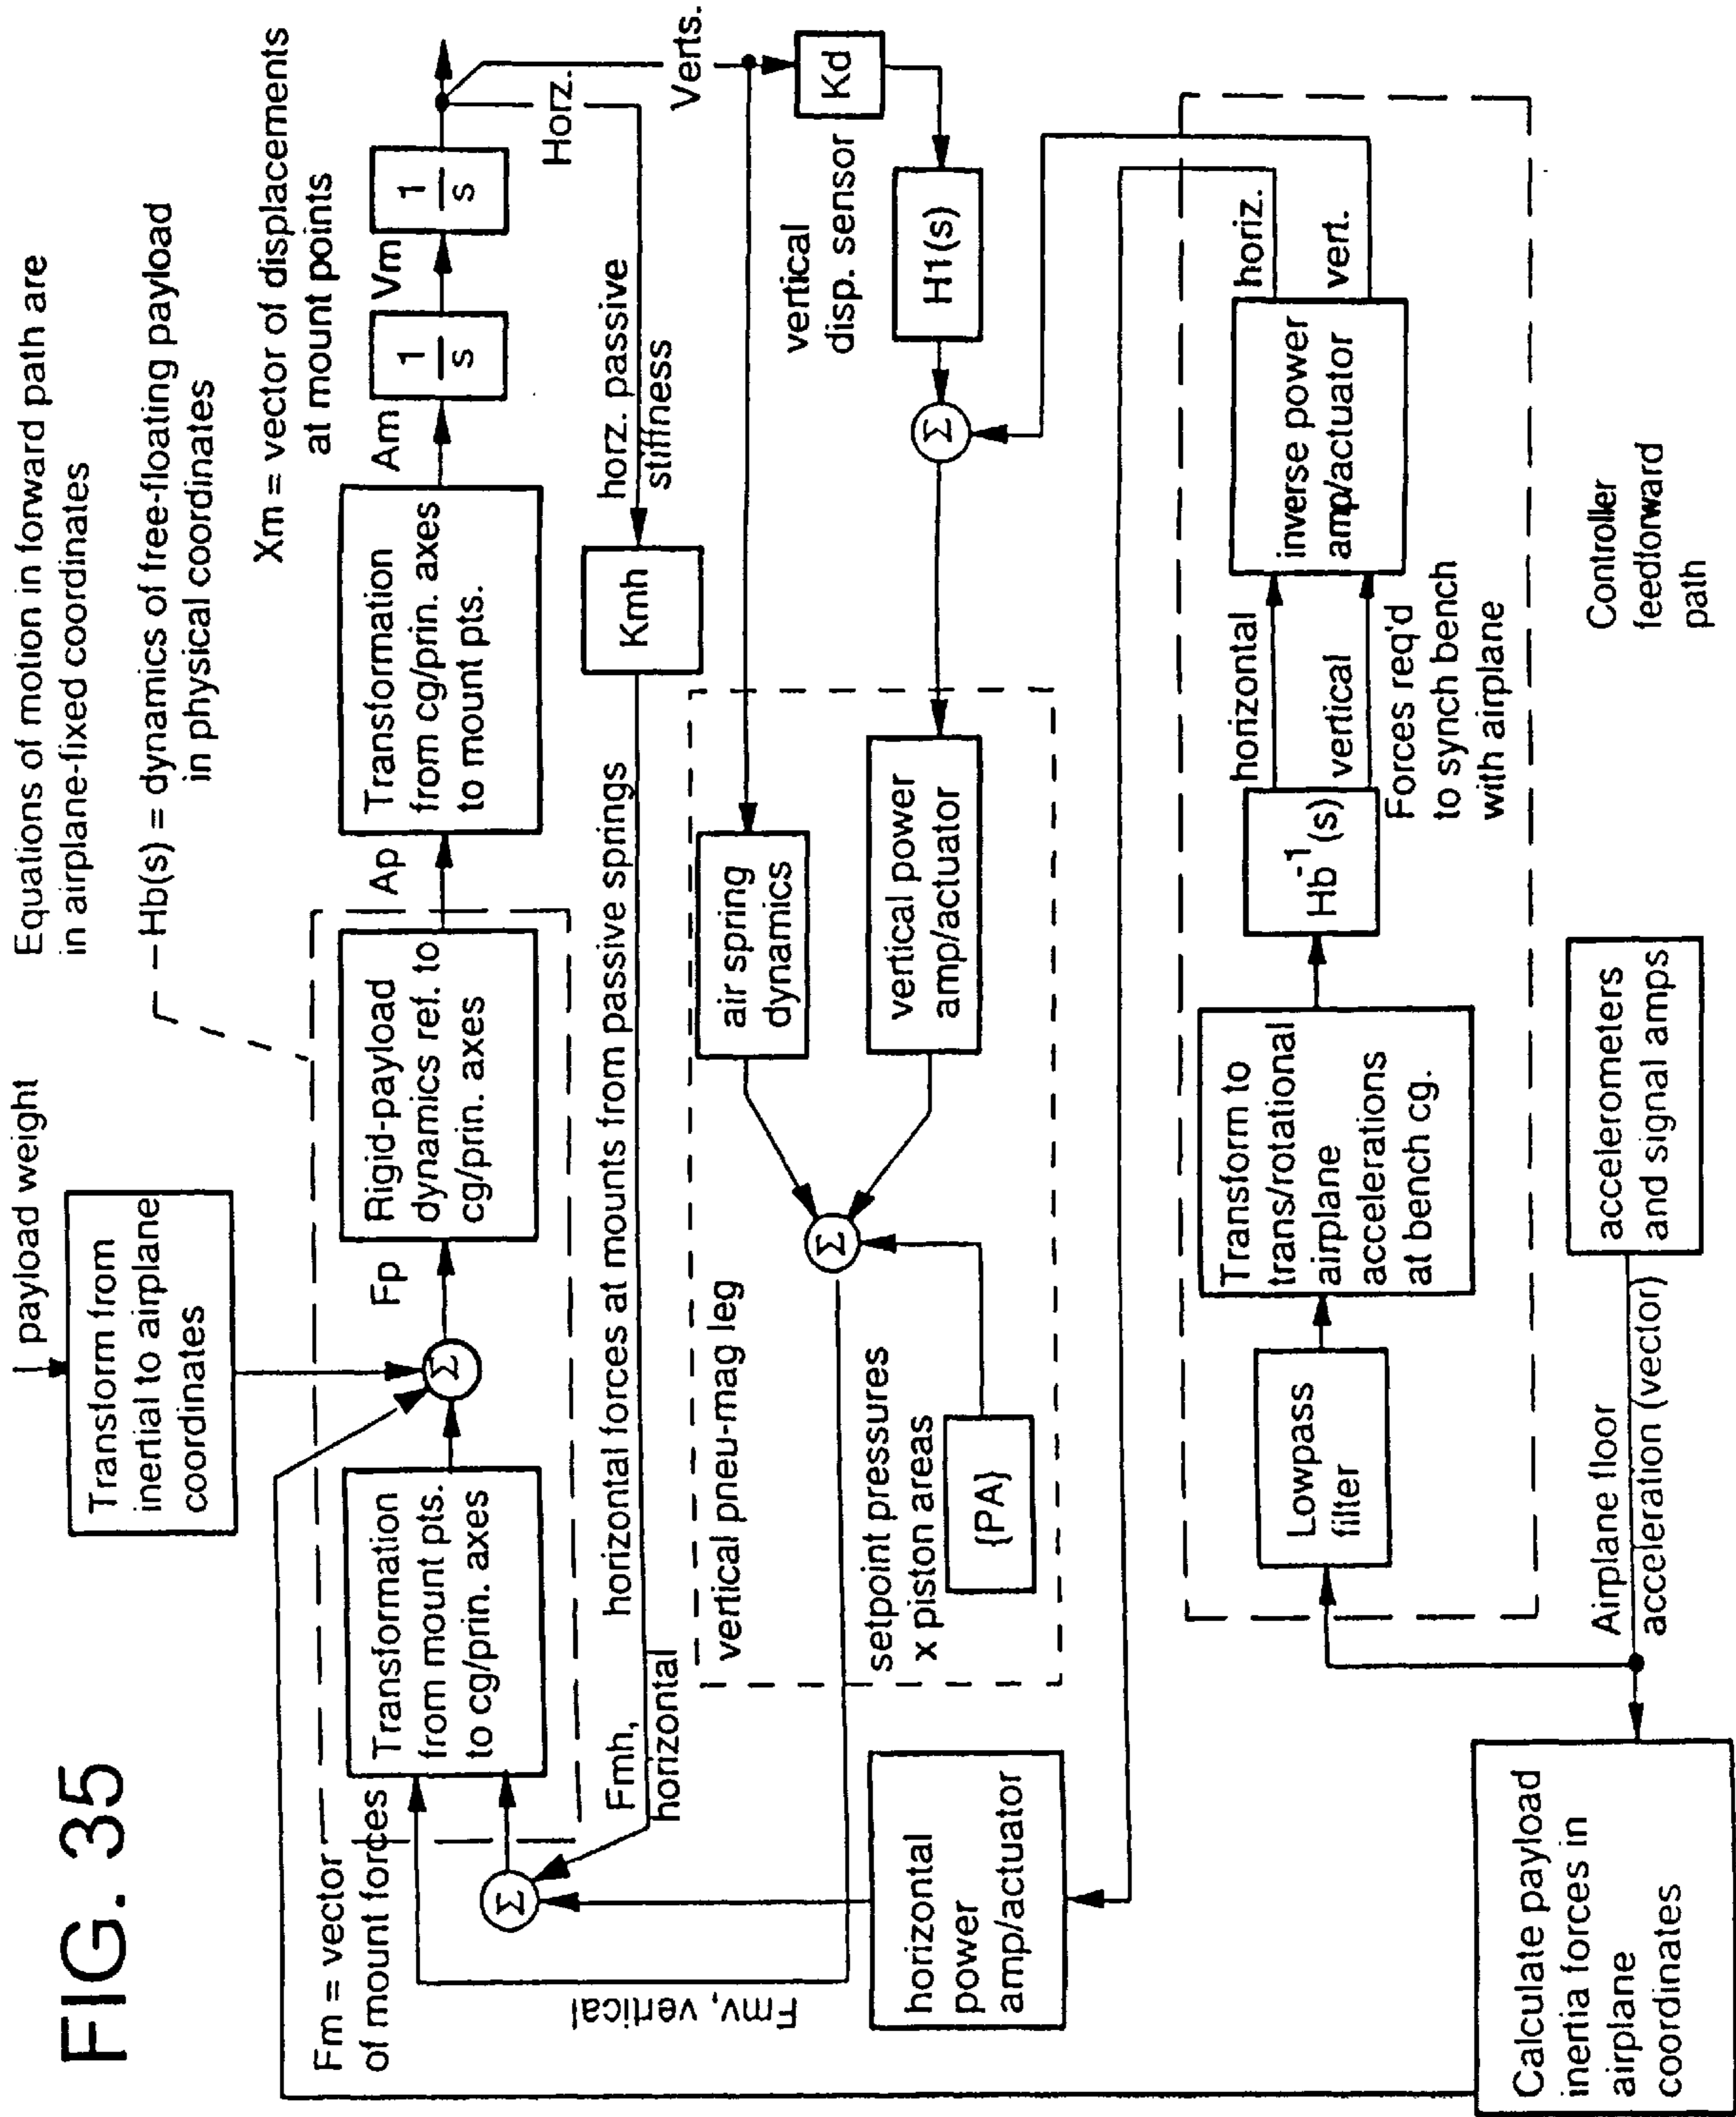 FIG. 35
Equations of motion in forward path are
in airplane-fixed coordinates
Hb(s) = dynamics of free-floating payload
in physical coordinates
payload weight
Transform from
inertial to airplane
coordinates
Xm = vector of displacements
at mount points
Fm = vector
of mount forces
Transformation
from mount pts.
to cg/prin. axes
Σ
Fp
Rigid-payload
dynamics ref. to
cg/prin. axes
Ap
Transformation
from cg/prin. axes
to mount pts.
Am
1
s
Vm
1
s
Horz.
Verts.
Σ
Fmh,
horizontal
horizontal forces at mounts from passive springs
Kmh
horz. passive
stiffness
Fmv, vertical
vertical pneu-mag leg
setpoint pressures
x piston areas
{PA}
Σ
air spring
dynamics
vertical power
amp/actuator
vertical
disp. sensor
Kd
H1(s)
Σ
horizontal
power
amp/actuator
Lowpass
filter
Transform to
trans/rotational
airplane
accelerations
at bench cg.
Hb-1(s)
horizontal
vertical
Forces req'd
to synch bench
with airplane
inverse power
amp/actuator
horiz.
vert.
Controller
feedforward
path
Airplane floor
acceleration (vector)
accelerometers
and signal amps
Calculate payload
inertia forces in
airplane
coordinates